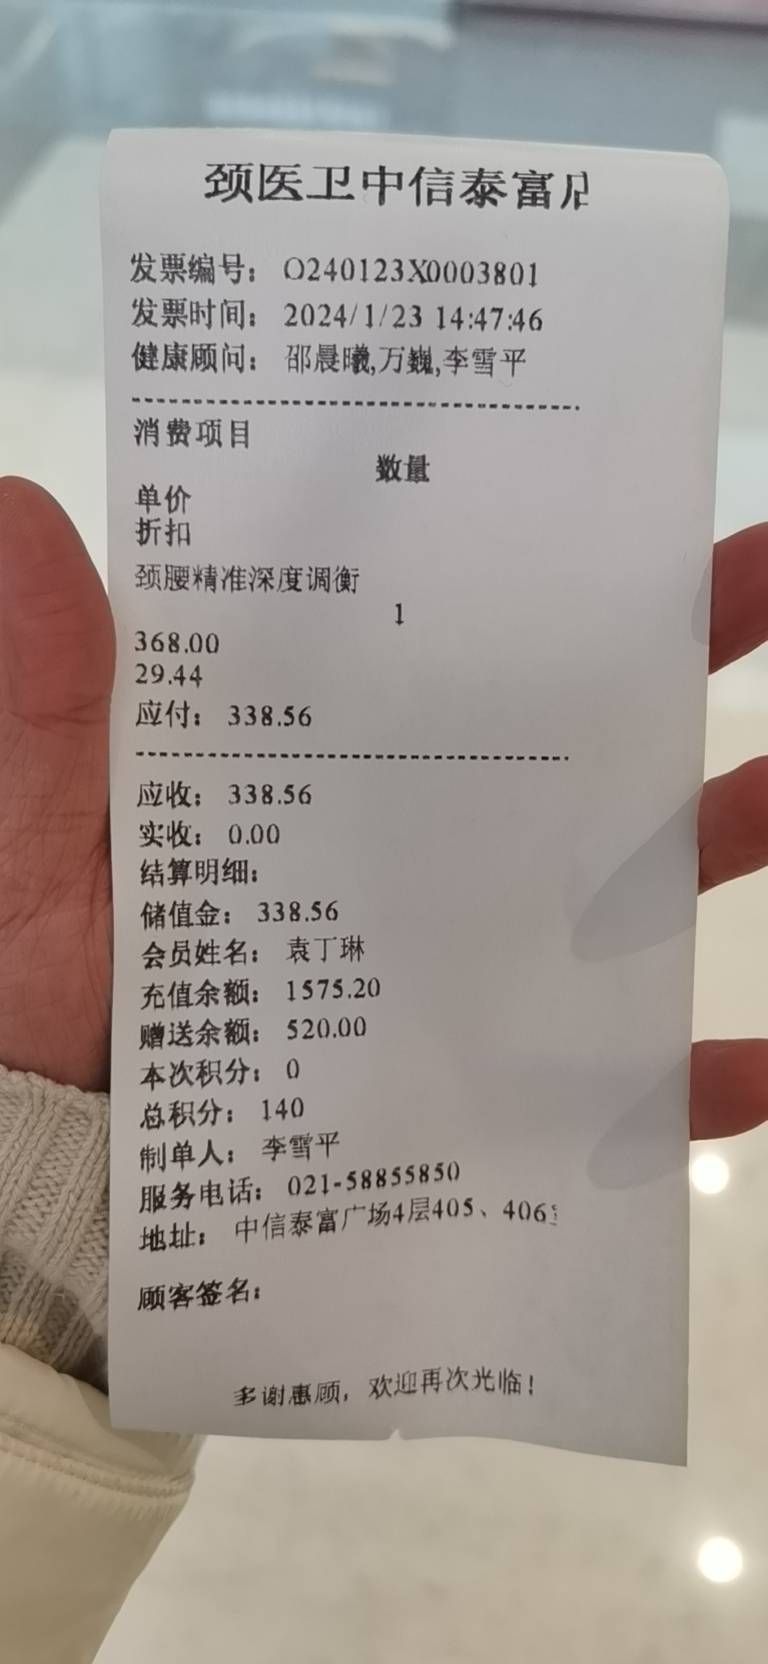 颈医卫中信泰富店
发票编号： O240123X0003801
发票时间： 2024/1/23 14:47:46
健康顾问： 邵晨曦,万巍,李雪平
消费项目
数量
单价
折扣
颈腰精准深度调衡
1
368.00
29.44
应付： 338.56
应收： 338.56
实收： 0.00
结算明细：
储值金： 338.56
会员姓名： 袁丁琳
充值余额： 1575.20
赠送余额： 520.00
本次积分： 0
总积分： 140
制单人： 李雪平
服务电话： 021-58855850
地址： 中信泰富广场4层405、406
顾客签名：
多谢惠顾，欢迎再次光临！